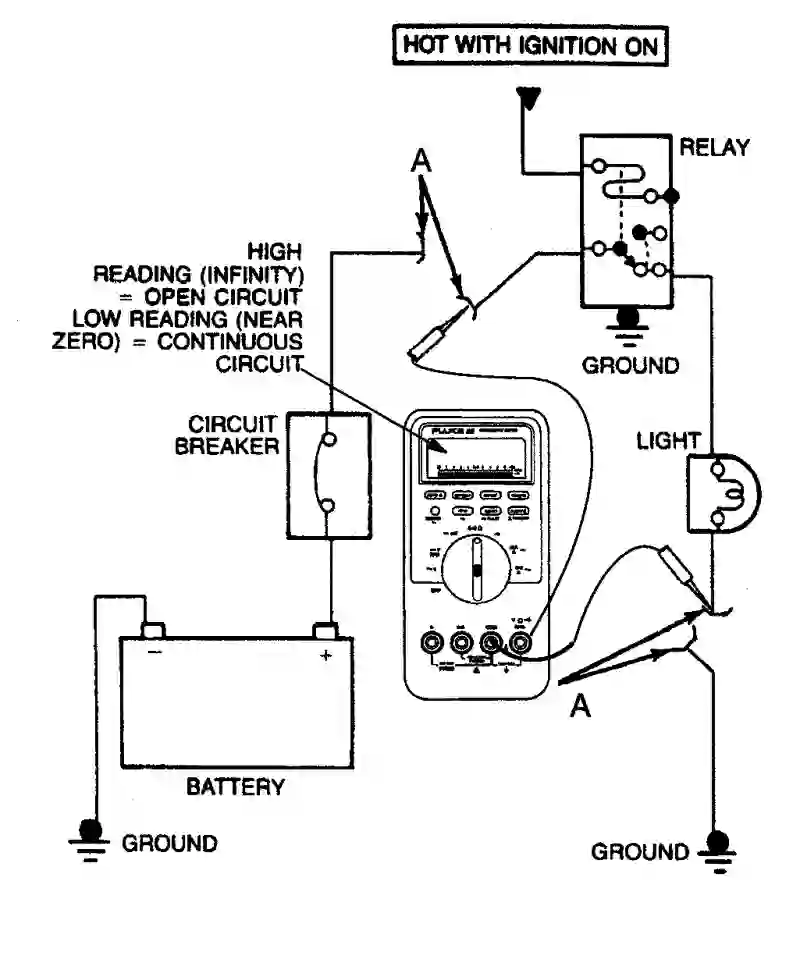 HOT WITH IGNITION ON
RELAY
A
HIGH
READING (INFINITY)
= OPEN CIRCUIT
LOW READING (NEAR
ZERO) = CONTINUOUS
CIRCUIT
GROUND
CIRCUIT
BREAKER
LIGHT
OFF
− +
A
BATTERY
GROUND
GROUND